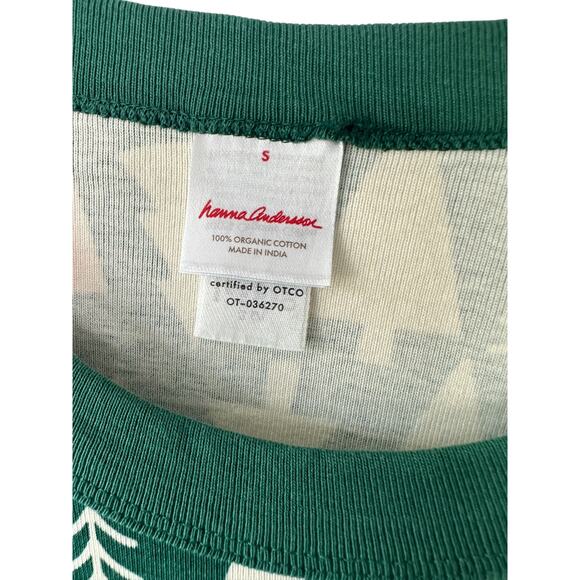 S
hanna andersson
100% ORGANIC COTTON
MADE IN INDIA
certified by OTCO
OT-036270